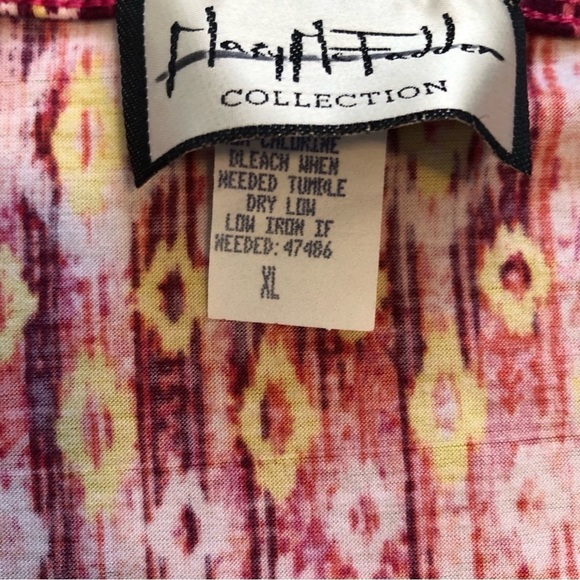 Mary McFadden
COLLECTION
CHLORINE
BLEACH WHEN
NEEDED TUMBLE
DRY LOW
LOW IRON IF
NEEDED: 47486
XL